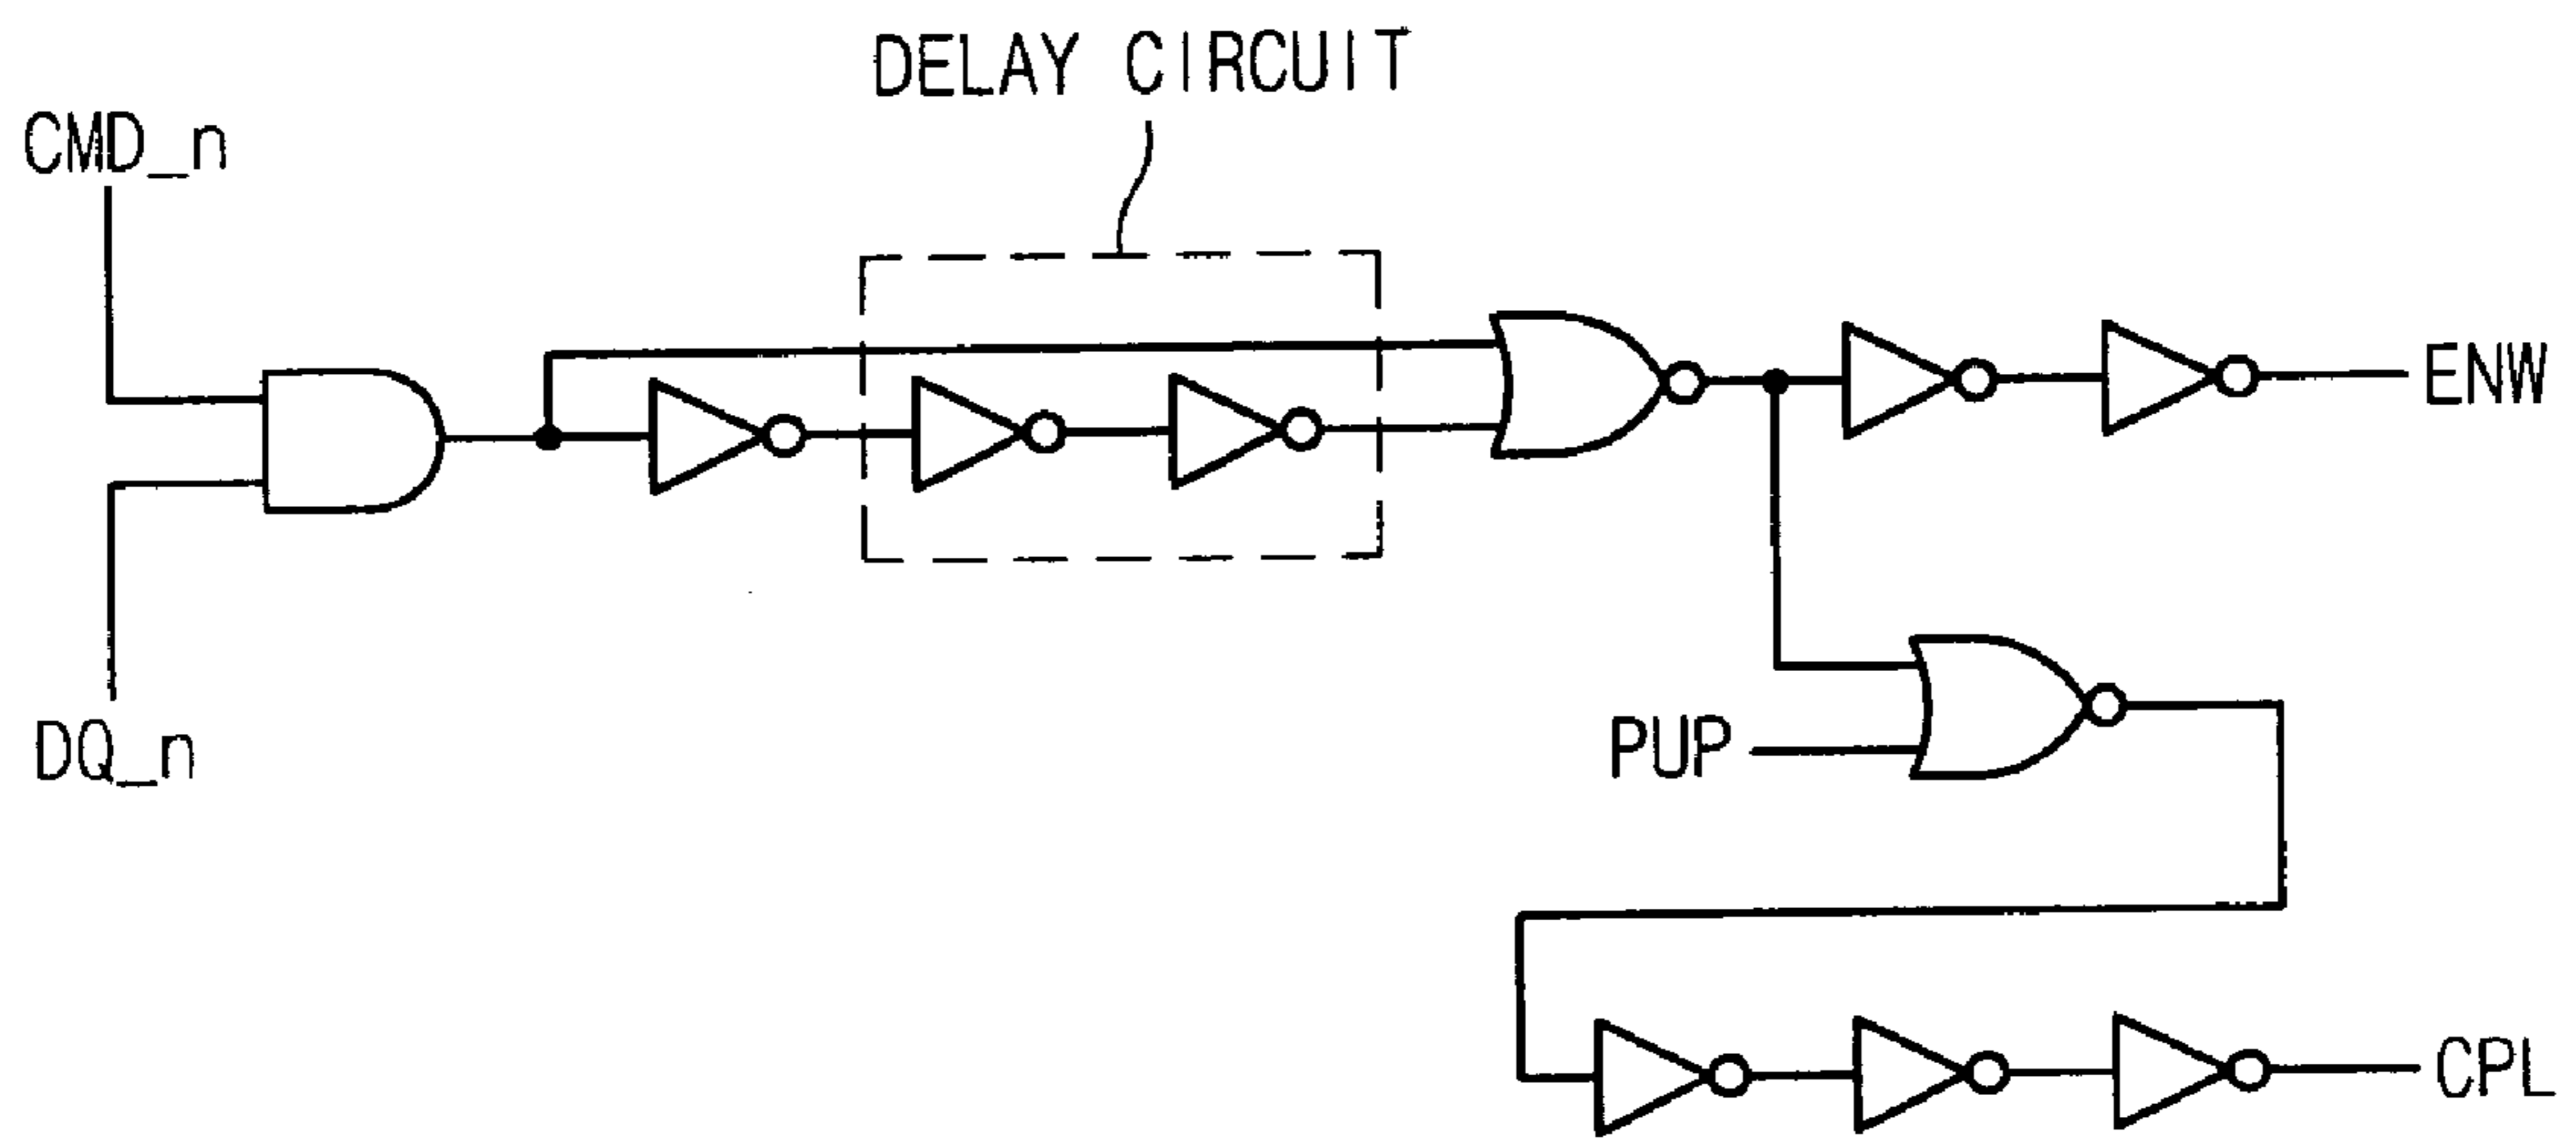 DELAY CIRCUIT
CMD_n
ENW
DQ_n
PUP
CPL